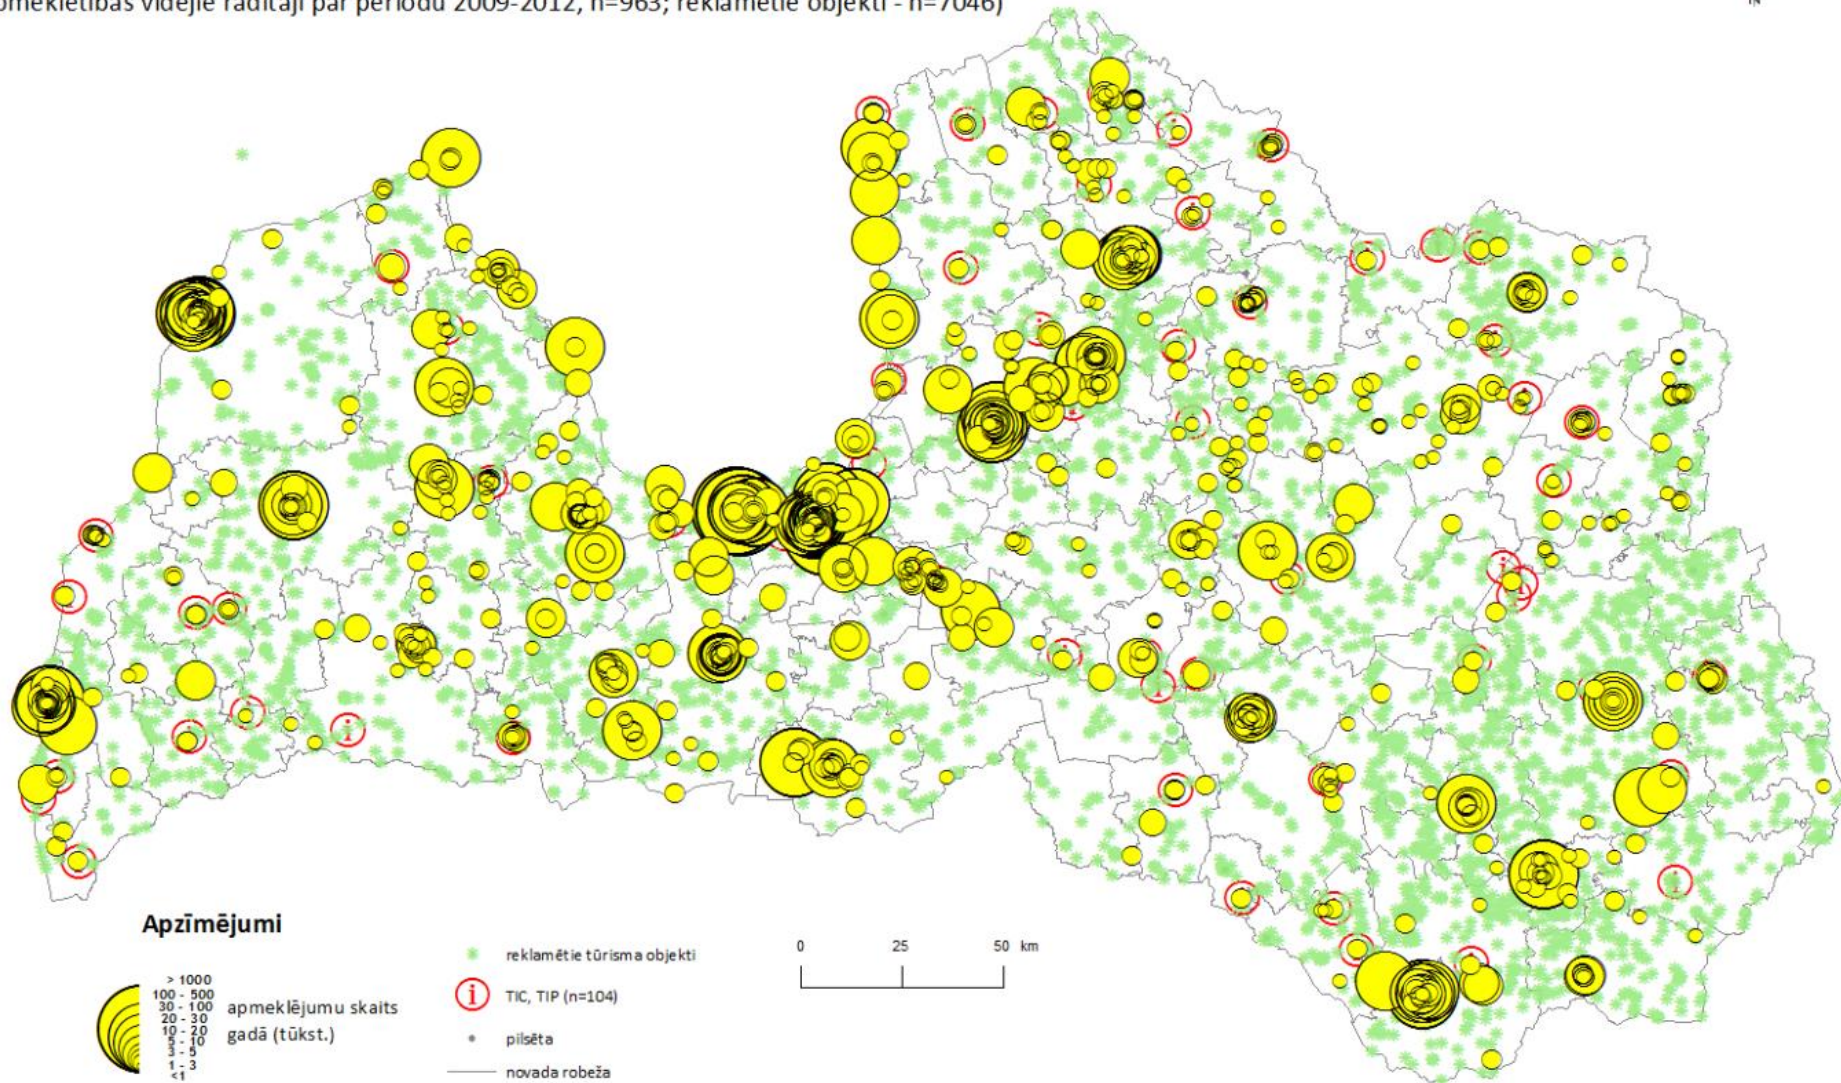 apmeklētības vidējie rādītāji par periodu 2009-2012, n=963; reklamētie objekti - n=7046)
N
Apzīmējumi
> 1000
100 - 500
30 - 100
20 - 30
10 - 20
5 - 10
3 - 5
1 - 3
<1
apmeklējumu skaits
gadā (tūkst.)
reklamētie tūrisma objekti
i TIC, TIP (n=104)
pilsēta
novada robeža
0 25 50 km